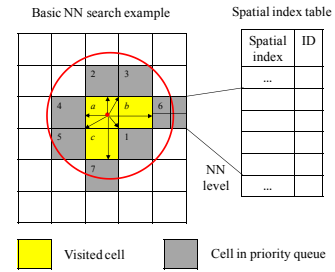 Basic NN search example
Spatial index table
Spatial index
ID
...
2 3
4 a b 6
5 c 1
7
NN level
...
Visited cell
Cell in priority queue